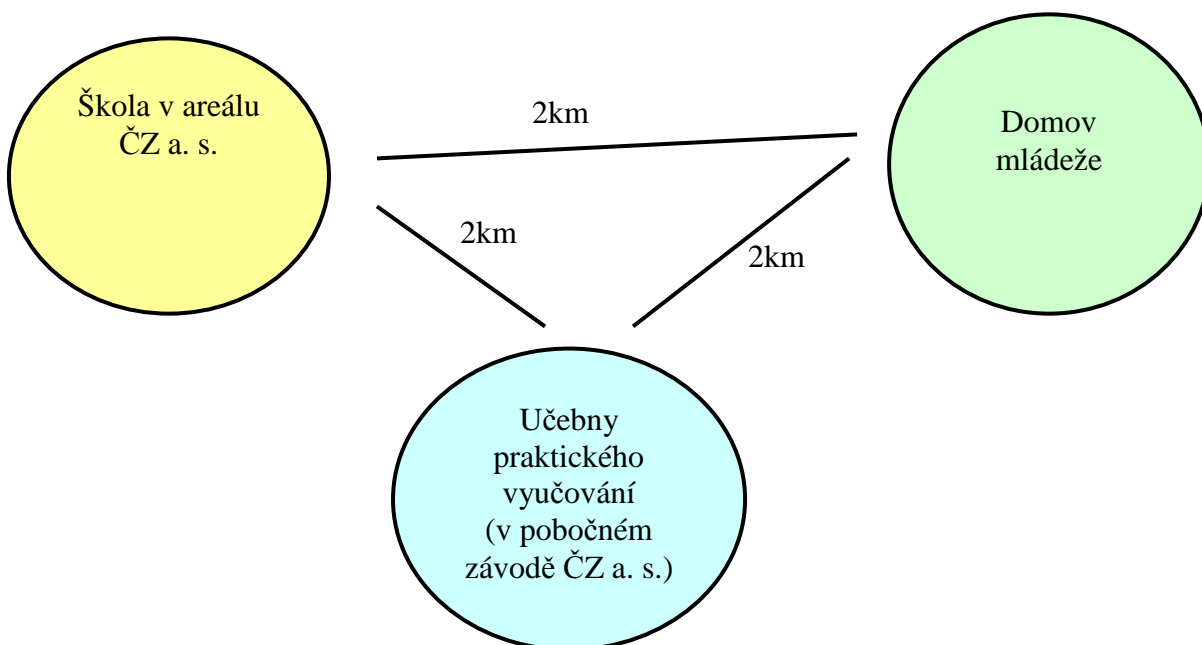 Škola v areálu
ČZ a. s.
2km
Domov
mládeže
2km
2km
Učebny
praktického
vyučování
(v pobočném
závodě ČZ a. s.)